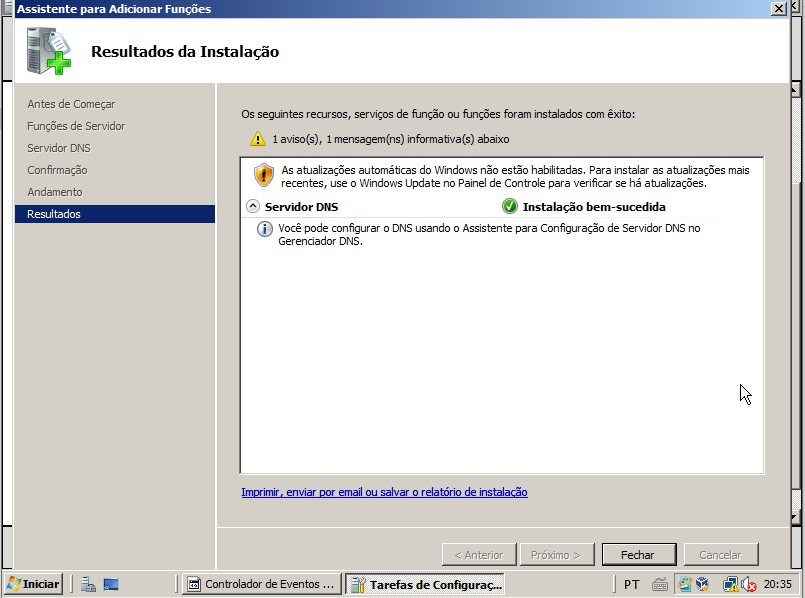 Assistente para Adicionar Funções
Resultados da Instalação
Antes de Começar
Funções de Servidor
Servidor DNS
Confirmação
Andamento
Resultados
Os seguintes recursos, serviços de função ou funções foram instalados com êxito:
1 aviso(s), 1 mensagem(ns) informativa(s) abaixo
As atualizações automáticas do Windows não estão habilitadas. Para instalar as atualizações mais
recentes, use o Windows Update no Painel de Controle para verificar se há atualizações.
Servidor DNS Instalação bem-sucedida
Você pode configurar o DNS usando o Assistente para Configuração de Servidor DNS no
Gerenciador DNS.
Imprimir, enviar por email ou salvar o relatório de instalação
< Anterior Próximo > Fechar Cancelar
Iniciar Controlador de Eventos ... Tarefas de Configuraç... PT 20:35